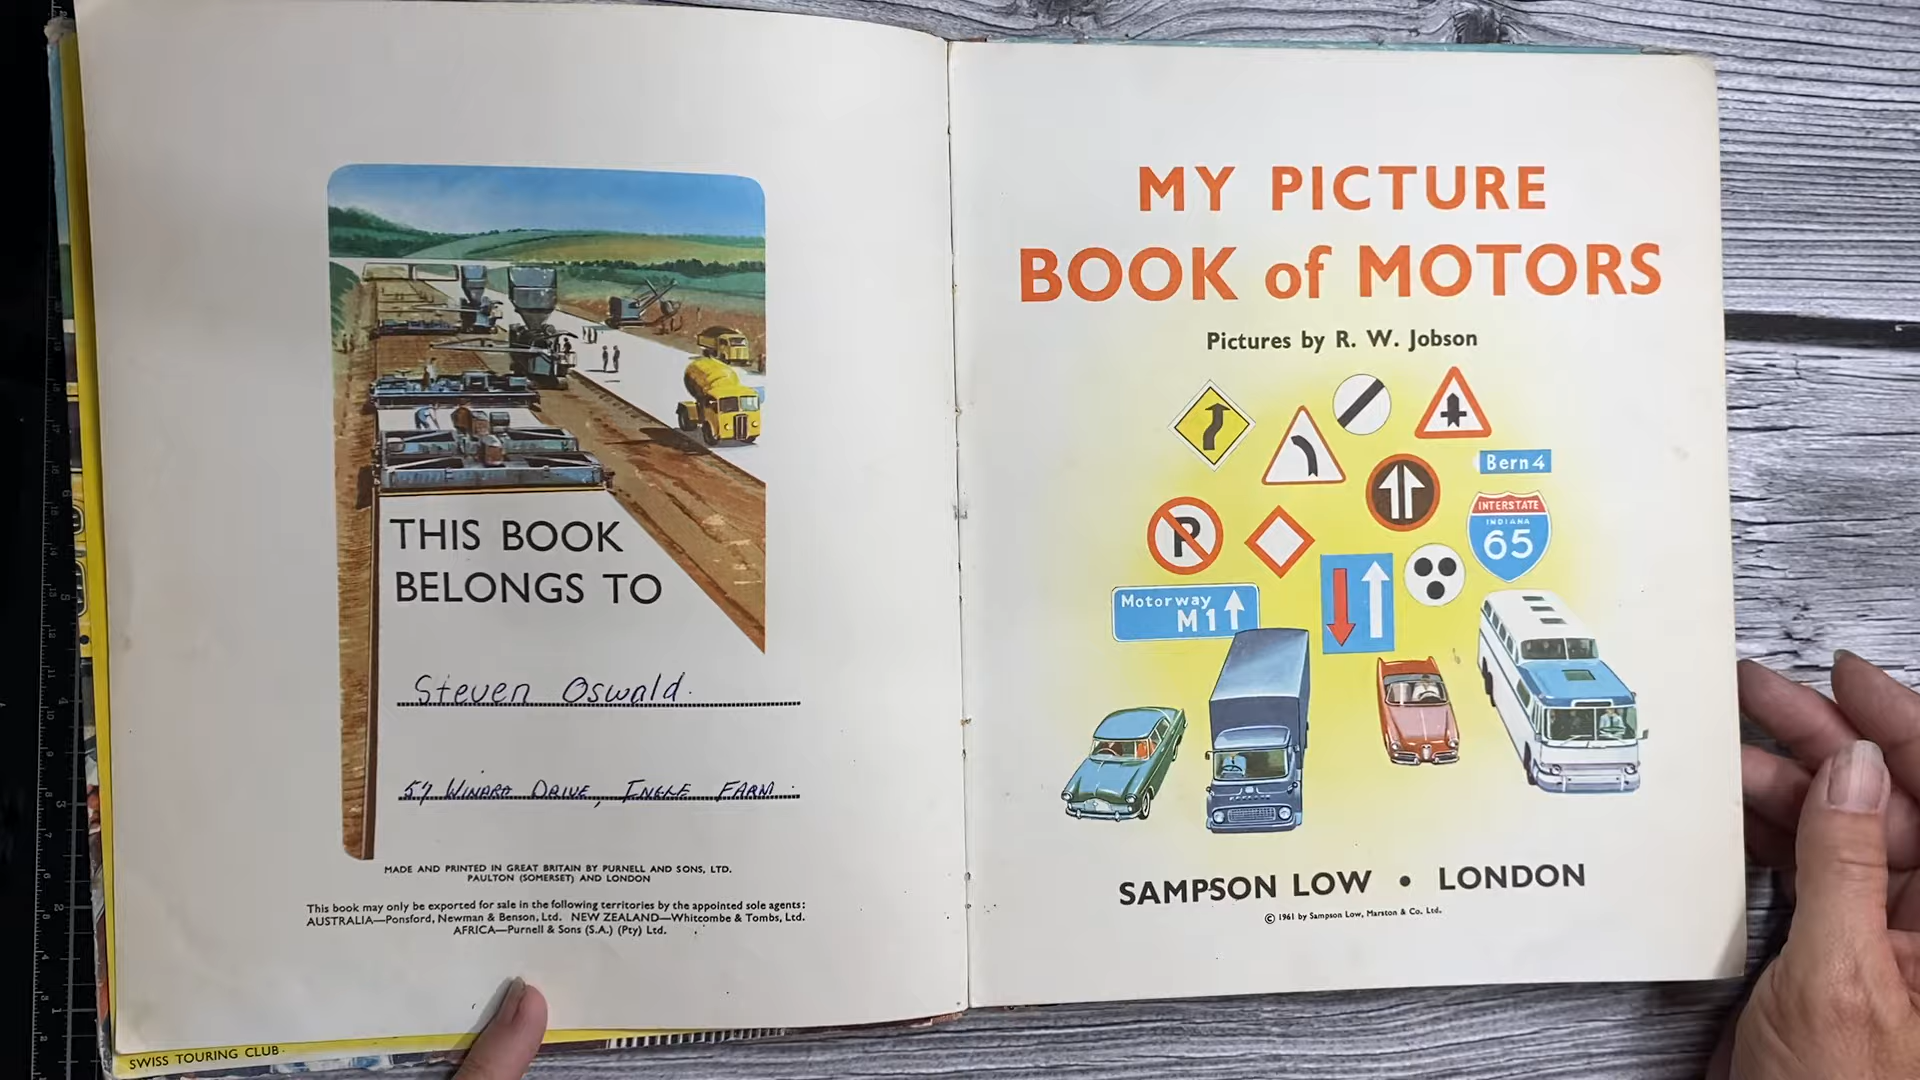 THIS BOOK
BELONGS TO
Steven Oswald.
57 WINARA DRIVE, INGLE FARM.
MADE AND PRINTED IN GREAT BRITAIN BY PURNELL AND SONS, LTD.
PAULTON (SOMERSET) AND LONDON
This book may only be exported for sale in the following territories by the appointed sole agents:
AUSTRALIA—Ponsford, Newman & Benson, Ltd. NEW ZEALAND—Whitcombe & Tombs, Ltd.
AFRICA—Purnell & Sons (S.A.) (Pty) Ltd.
SWISS TOURING CLUB
MY PICTURE
BOOK of MOTORS
Pictures by R. W. Jobson
Bern 4
P
INTERSTATE
INDIANA
65
Motorway
M1
SAMPSON LOW • LONDON
© 1961 by Sampson Low, Marston & Co. Ltd.